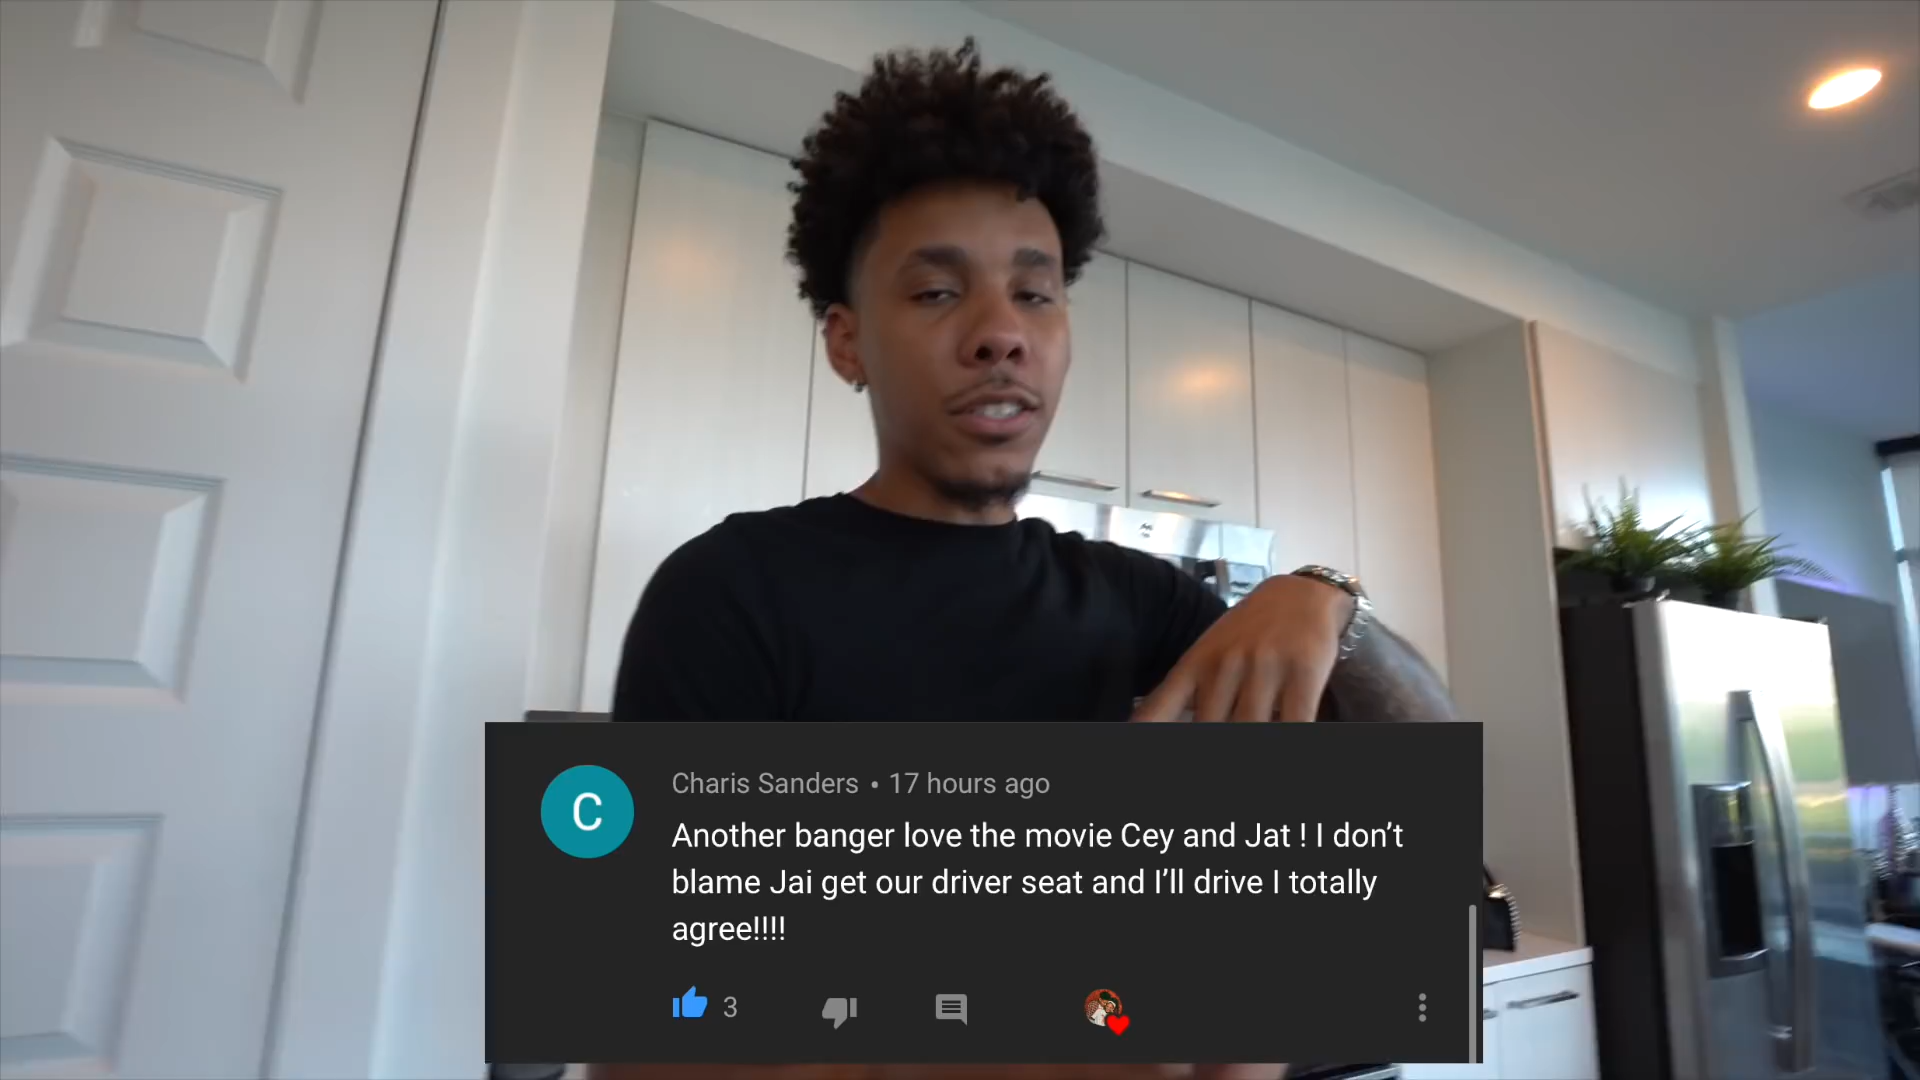 C
Charis Sanders • 17 hours ago
Another banger love the movie Cey and Jat ! I don’t
blame Jai get our driver seat and I’ll drive I totally
agree!!!!
3